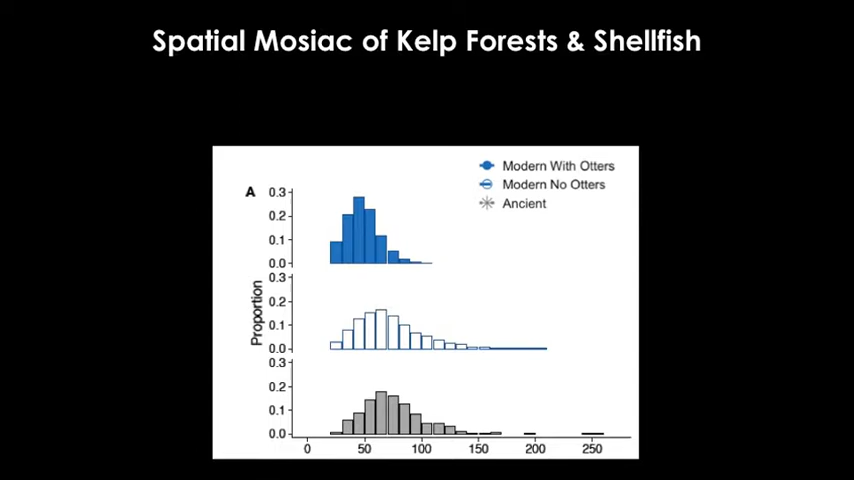 Spatial Mosiac of Kelp Forests & Shellfish
Modern With Otters
Modern No Otters
Ancient
A
Proportion
0.3
0.2
0.1
0.0
0.3
0.2
0.1
0.0
0.3
0.2
0.1
0.0
0 50 100 150 200 250